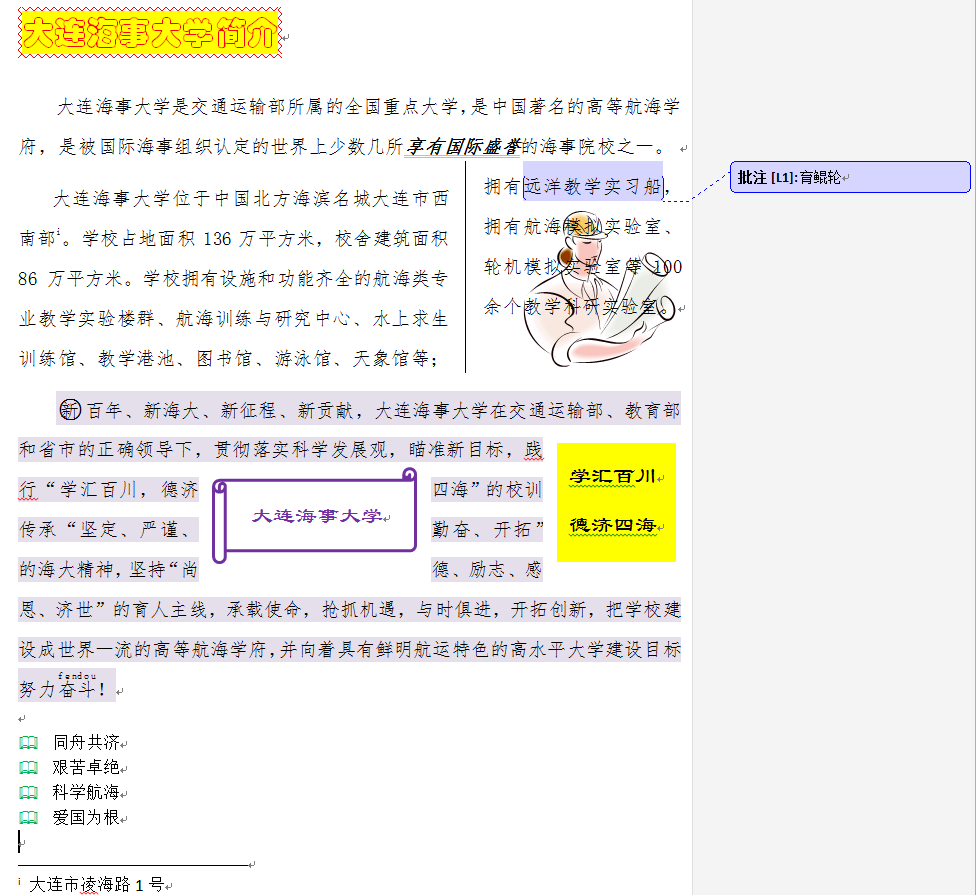 大连海事大学简介
大连海事大学是交通运输部所属的全国重点大学,是中国著名的高等航海学
府，是被国际海事组织认定的世界上少数几所享有国际盛誉的海事院校之一。
大连海事大学位于中国北方海滨名城大连市西
南部i。学校占地面积 136 万平方米，校舍建筑面积
86 万平方米。学校拥有设施和功能齐全的航海类专
业教学实验楼群、航海训练与研究中心、水上求生
训练馆、教学港池、图书馆、游泳馆、天象馆等；
拥有远洋教学实习船，
拥有航海模拟实验室、
轮机模拟实验室等 100
余个教学科研实验室。
批注 [L1]:育鲲轮
新百年、新海大、新征程、新贡献，大连海事大学在交通运输部、教育部
和省市的正确领导下，贯彻落实科学发展观，瞄准新目标，践
行“学汇百川，德济四海”的校训
传承“坚定、严谨、勤奋、开拓”
的海大精神,坚持“尚德、励志、感
恩、济世”的育人主线，承载使命，抢抓机遇，与时俱进，开拓创新，把学校建
设成世界一流的高等航海学府,并向着具有鲜明航运特色的高水平大学建设目标
fendou
努力奋斗！
大连海事大学
学汇百川
德济四海
同舟共济
艰苦卓绝
科学航海
爱国为根
i 大连市凌海路 1 号